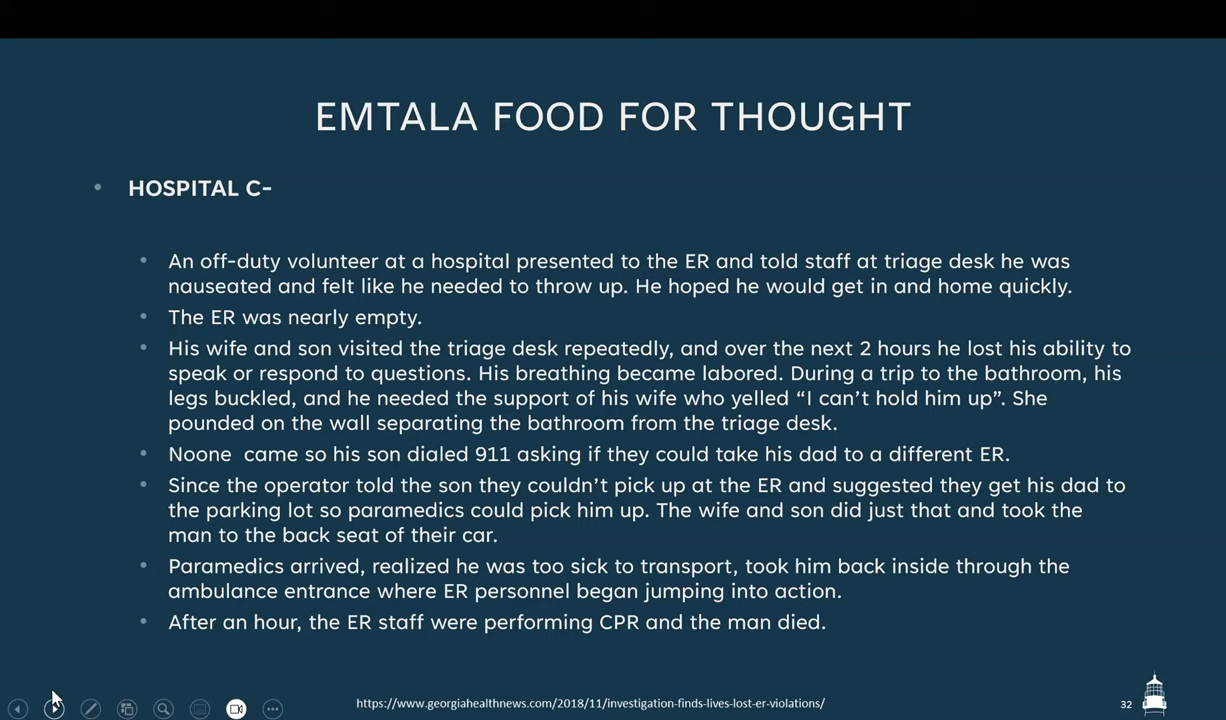 EMTALA FOOD FOR THOUGHT
• HOSPITAL C-
• An off-duty volunteer at a hospital presented to the ER and told staff at triage desk he was
nauseated and felt like he needed to throw up. He hoped he would get in and home quickly.
• The ER was nearly empty.
• His wife and son visited the triage desk repeatedly, and over the next 2 hours he lost his ability to
speak or respond to questions. His breathing became labored. During a trip to the bathroom, his
legs buckled, and he needed the support of his wife who yelled “I can’t hold him up”. She
pounded on the wall separating the bathroom from the triage desk.
• Noone  came so his son dialed 911 asking if they could take his dad to a different ER.
• Since the operator told the son they couldn’t pick up at the ER and suggested they get his dad to
the parking lot so paramedics could pick him up. The wife and son did just that and took the
man to the back seat of their car.
• Paramedics arrived, realized he was too sick to transport, took him back inside through the
ambulance entrance where ER personnel began jumping into action.
• After an hour, the ER staff were performing CPR and the man died.
https://www.georgiahealthnews.com/2018/11/investigation-finds-lives-lost-er-violations/
32